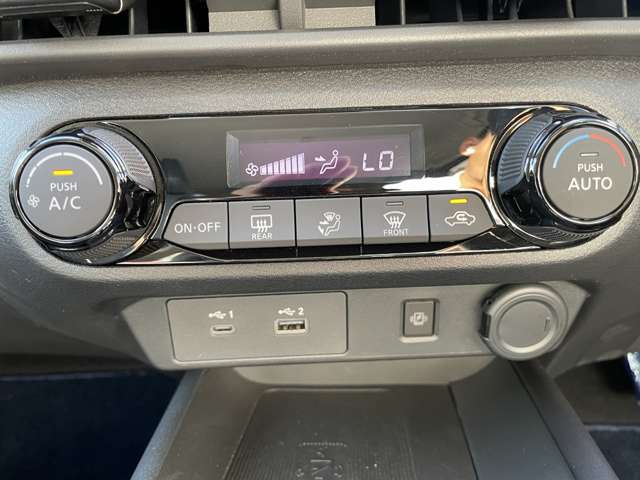 LO
PUSH
A/C
PUSH
AUTO
ON·OFF
REAR
FRONT
1
2